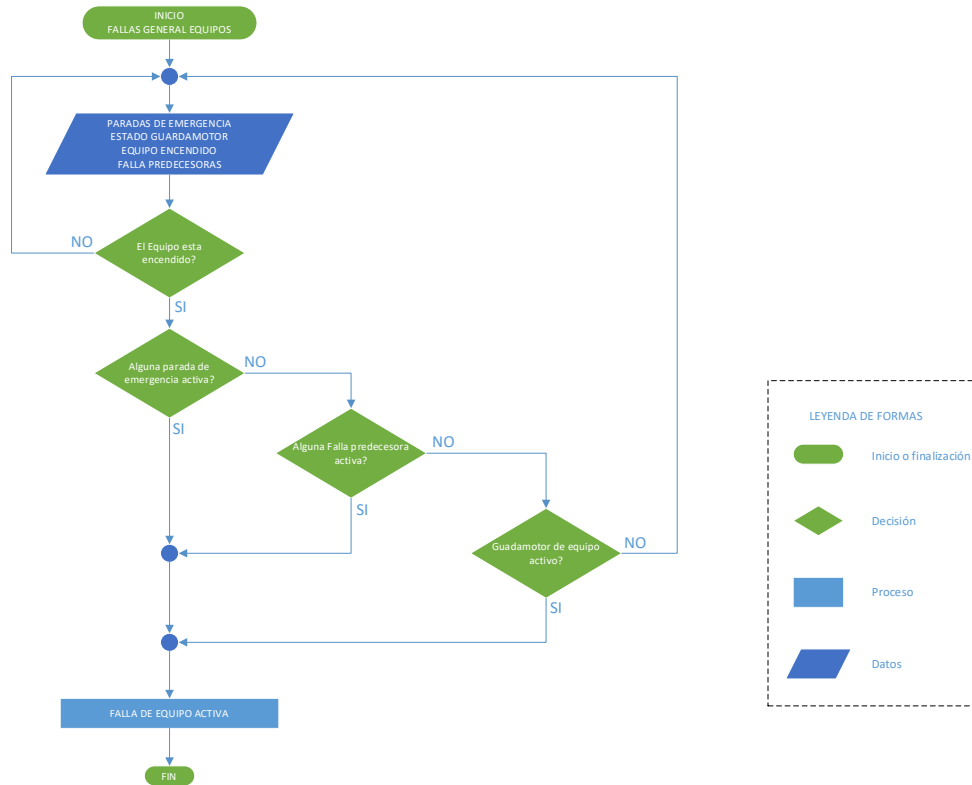 INICIO
FALLAS GENERAL EQUIPOS
PARADAS DE EMERGENCIA
ESTADO GUARDAMOTOR
EQUIPO ENCENDIDO
FALLA PREDECESORAS
El Equipo esta
encendido?
NO
SI
Alguna parada de
emergencia activa?
NO
SI
Alguna Falla predecesora
activa?
NO
SI
Guadamotor de equipo
activo?
NO
SI
FALLA DE EQUIPO ACTIVA
FIN
LEYENDA DE FORMAS
Inicio o finalización
Decisión
Proceso
Datos